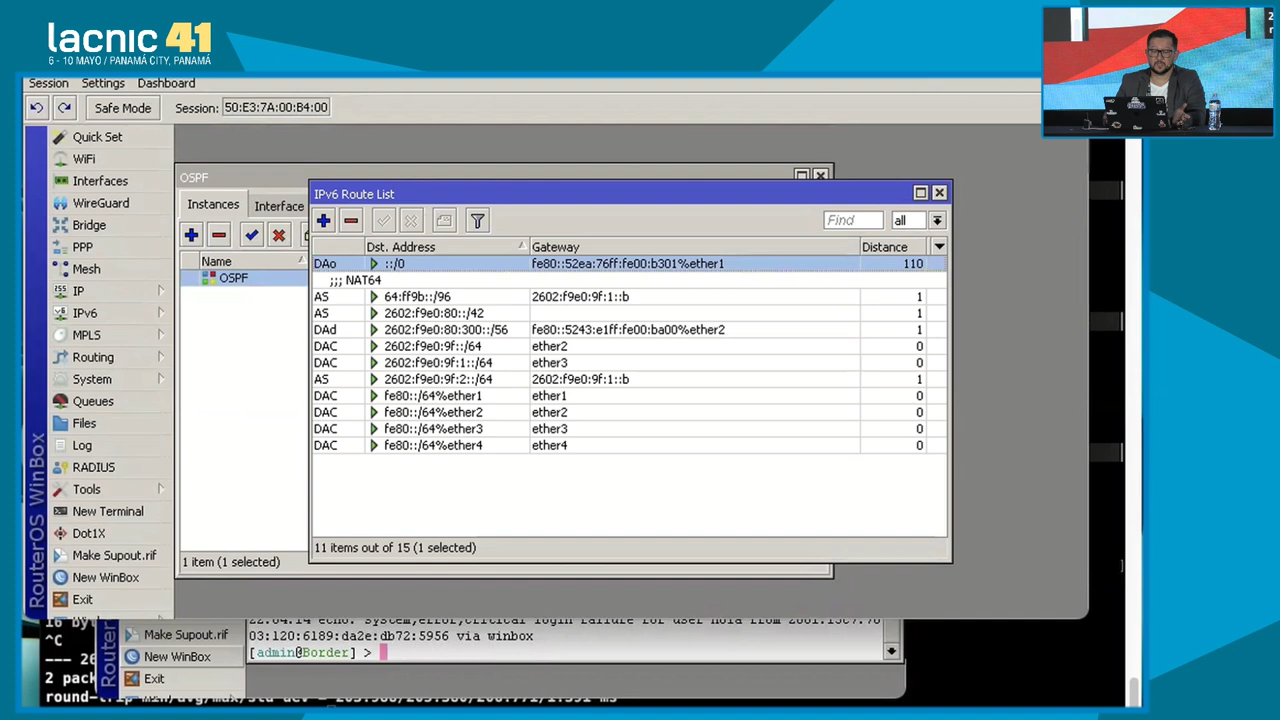 lacnic 41
6 - 10 MAYO / PANAMÁ CITY, PANAMÁ
Session Settings Dashboard
Safe Mode Session: 50:E3:7A:00:B4:00
Quick Set
WiFi
Interfaces
WireGuard
Bridge
PPP
Mesh
IP
IPv6
MPLS
Routing
System
Queues
Files
Log
RADIUS
Tools
New Terminal
Dot1X
Make Supout.rif
New WinBox
Exit
RouterOS WinBox
OSPF
Instances Interface
Name
OSPF
1 item (1 selected)
IPv6 Route List
Find all
Dst. Address Gateway Distance
DAo ::/0 fe80::52ea:76ff:fe00:b301%ether1 110
;;; NAT64
AS 64:ff9b::/96 2602:f9e0:9f:1::b 1
AS 2602:f9e0:80::/42 1
DAd 2602:f9e0:80:300::/56 fe80::5243:e1ff:fe00:ba00%ether2 1
DAC 2602:f9e0:9f::/64 ether2 0
DAC 2602:f9e0:9f:1::/64 ether3 0
AS 2602:f9e0:9f:2::/64 2602:f9e0:9f:1::b 1
DAC fe80::/64%ether1 ether1 0
DAC fe80::/64%ether2 ether2 0
DAC fe80::/64%ether3 ether3 0
DAC fe80::/64%ether4 ether4 0
11 items out of 15 (1 selected)
^C
--- 26
2 pack
Router
Make Supout.rif
New WinBox
Exit
03:120:6189:da2e:db72:5956 via winbox
[admin@Border] >